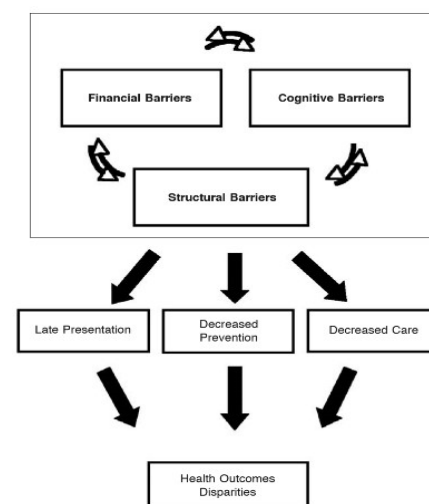 Financial Barriers
Cognitive Barriers
Structural Barriers
Late Presentation
Decreased
Prevention
Decreased Care
Health Outcomes
Disparities